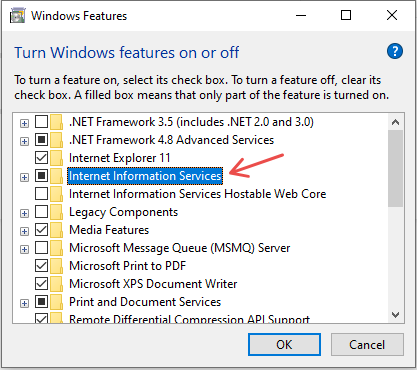 Windows Features
Turn Windows features on or off
?
To turn a feature on, select its check box. To turn a feature off, clear its
check box. A filled box means that only part of the feature is turned on.
.NET Framework 3.5 (includes .NET 2.0 and 3.0)
.NET Framework 4.8 Advanced Services
Internet Explorer 11
Internet Information Services
Internet Information Services Hostable Web Core
Legacy Components
Media Features
Microsoft Message Queue (MSMQ) Server
Microsoft Print to PDF
Microsoft XPS Document Writer
Print and Document Services
Remote Differential Compression API Support
OK
Cancel